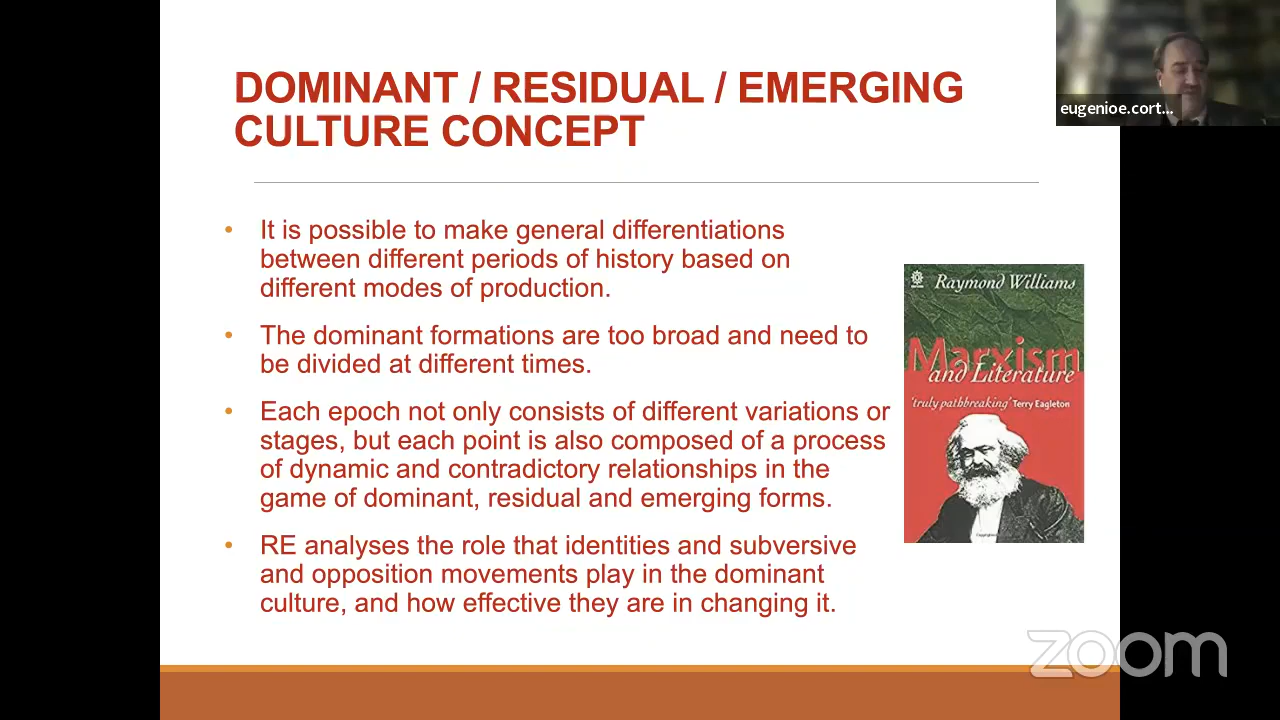 DOMINANT / RESIDUAL / EMERGING
CULTURE CONCEPT
eugenioe.cort...
• It is possible to make general differentiations
between different periods of history based on
different modes of production.
• The dominant formations are too broad and need to
be divided at different times.
• Each epoch not only consists of different variations or
stages, but each point is also composed of a process
of dynamic and contradictory relationships in the
game of dominant, residual and emerging forms.
• RE analyses the role that identities and subversive
and opposition movements play in the dominant
culture, and how effective they are in changing it.
Raymond Williams
Marxism
and Literature
'truly pathbreaking' Terry Eagleton
zoom